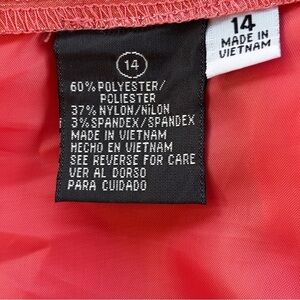 14
60% POLYESTER/
POLIESTER
37% NYLON/NILON
3% SPANDEX/SPANDEX
MADE IN VIETNAM
HECHO EN VIETNAM
SEE REVERSE FOR CARE
VER AL DORSO
PARA CUIDADO
14
MADE IN
VIETNAM